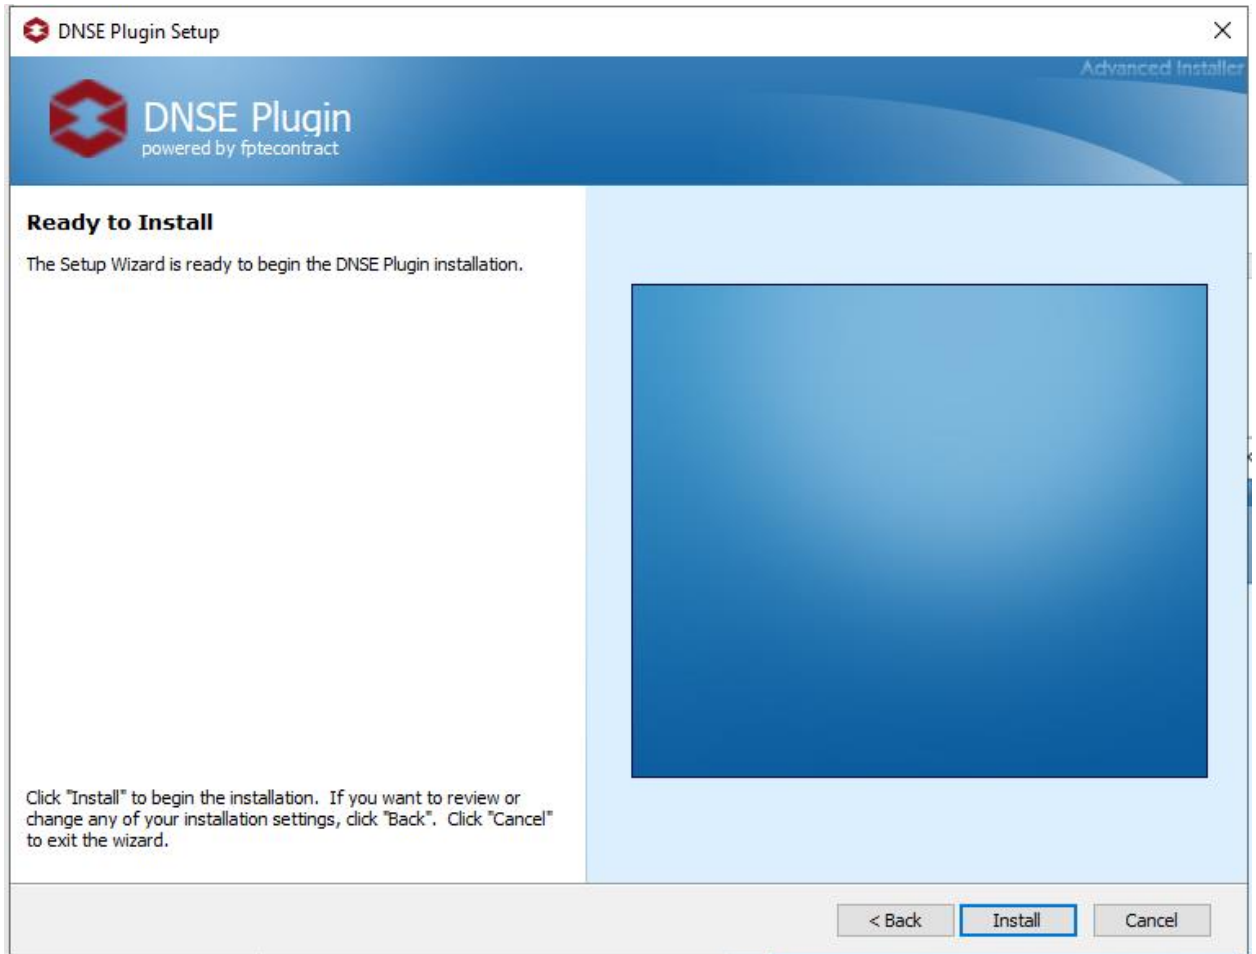 DNSE Plugin Setup
Advanced Installer
DNSE Plugin
powered by fptecontract
Ready to Install
The Setup Wizard is ready to begin the DNSE Plugin installation.
Click "Install" to begin the installation.  If you want to review or
change any of your installation settings, click "Back".  Click "Cancel"
to exit the wizard.
< Back
Install
Cancel